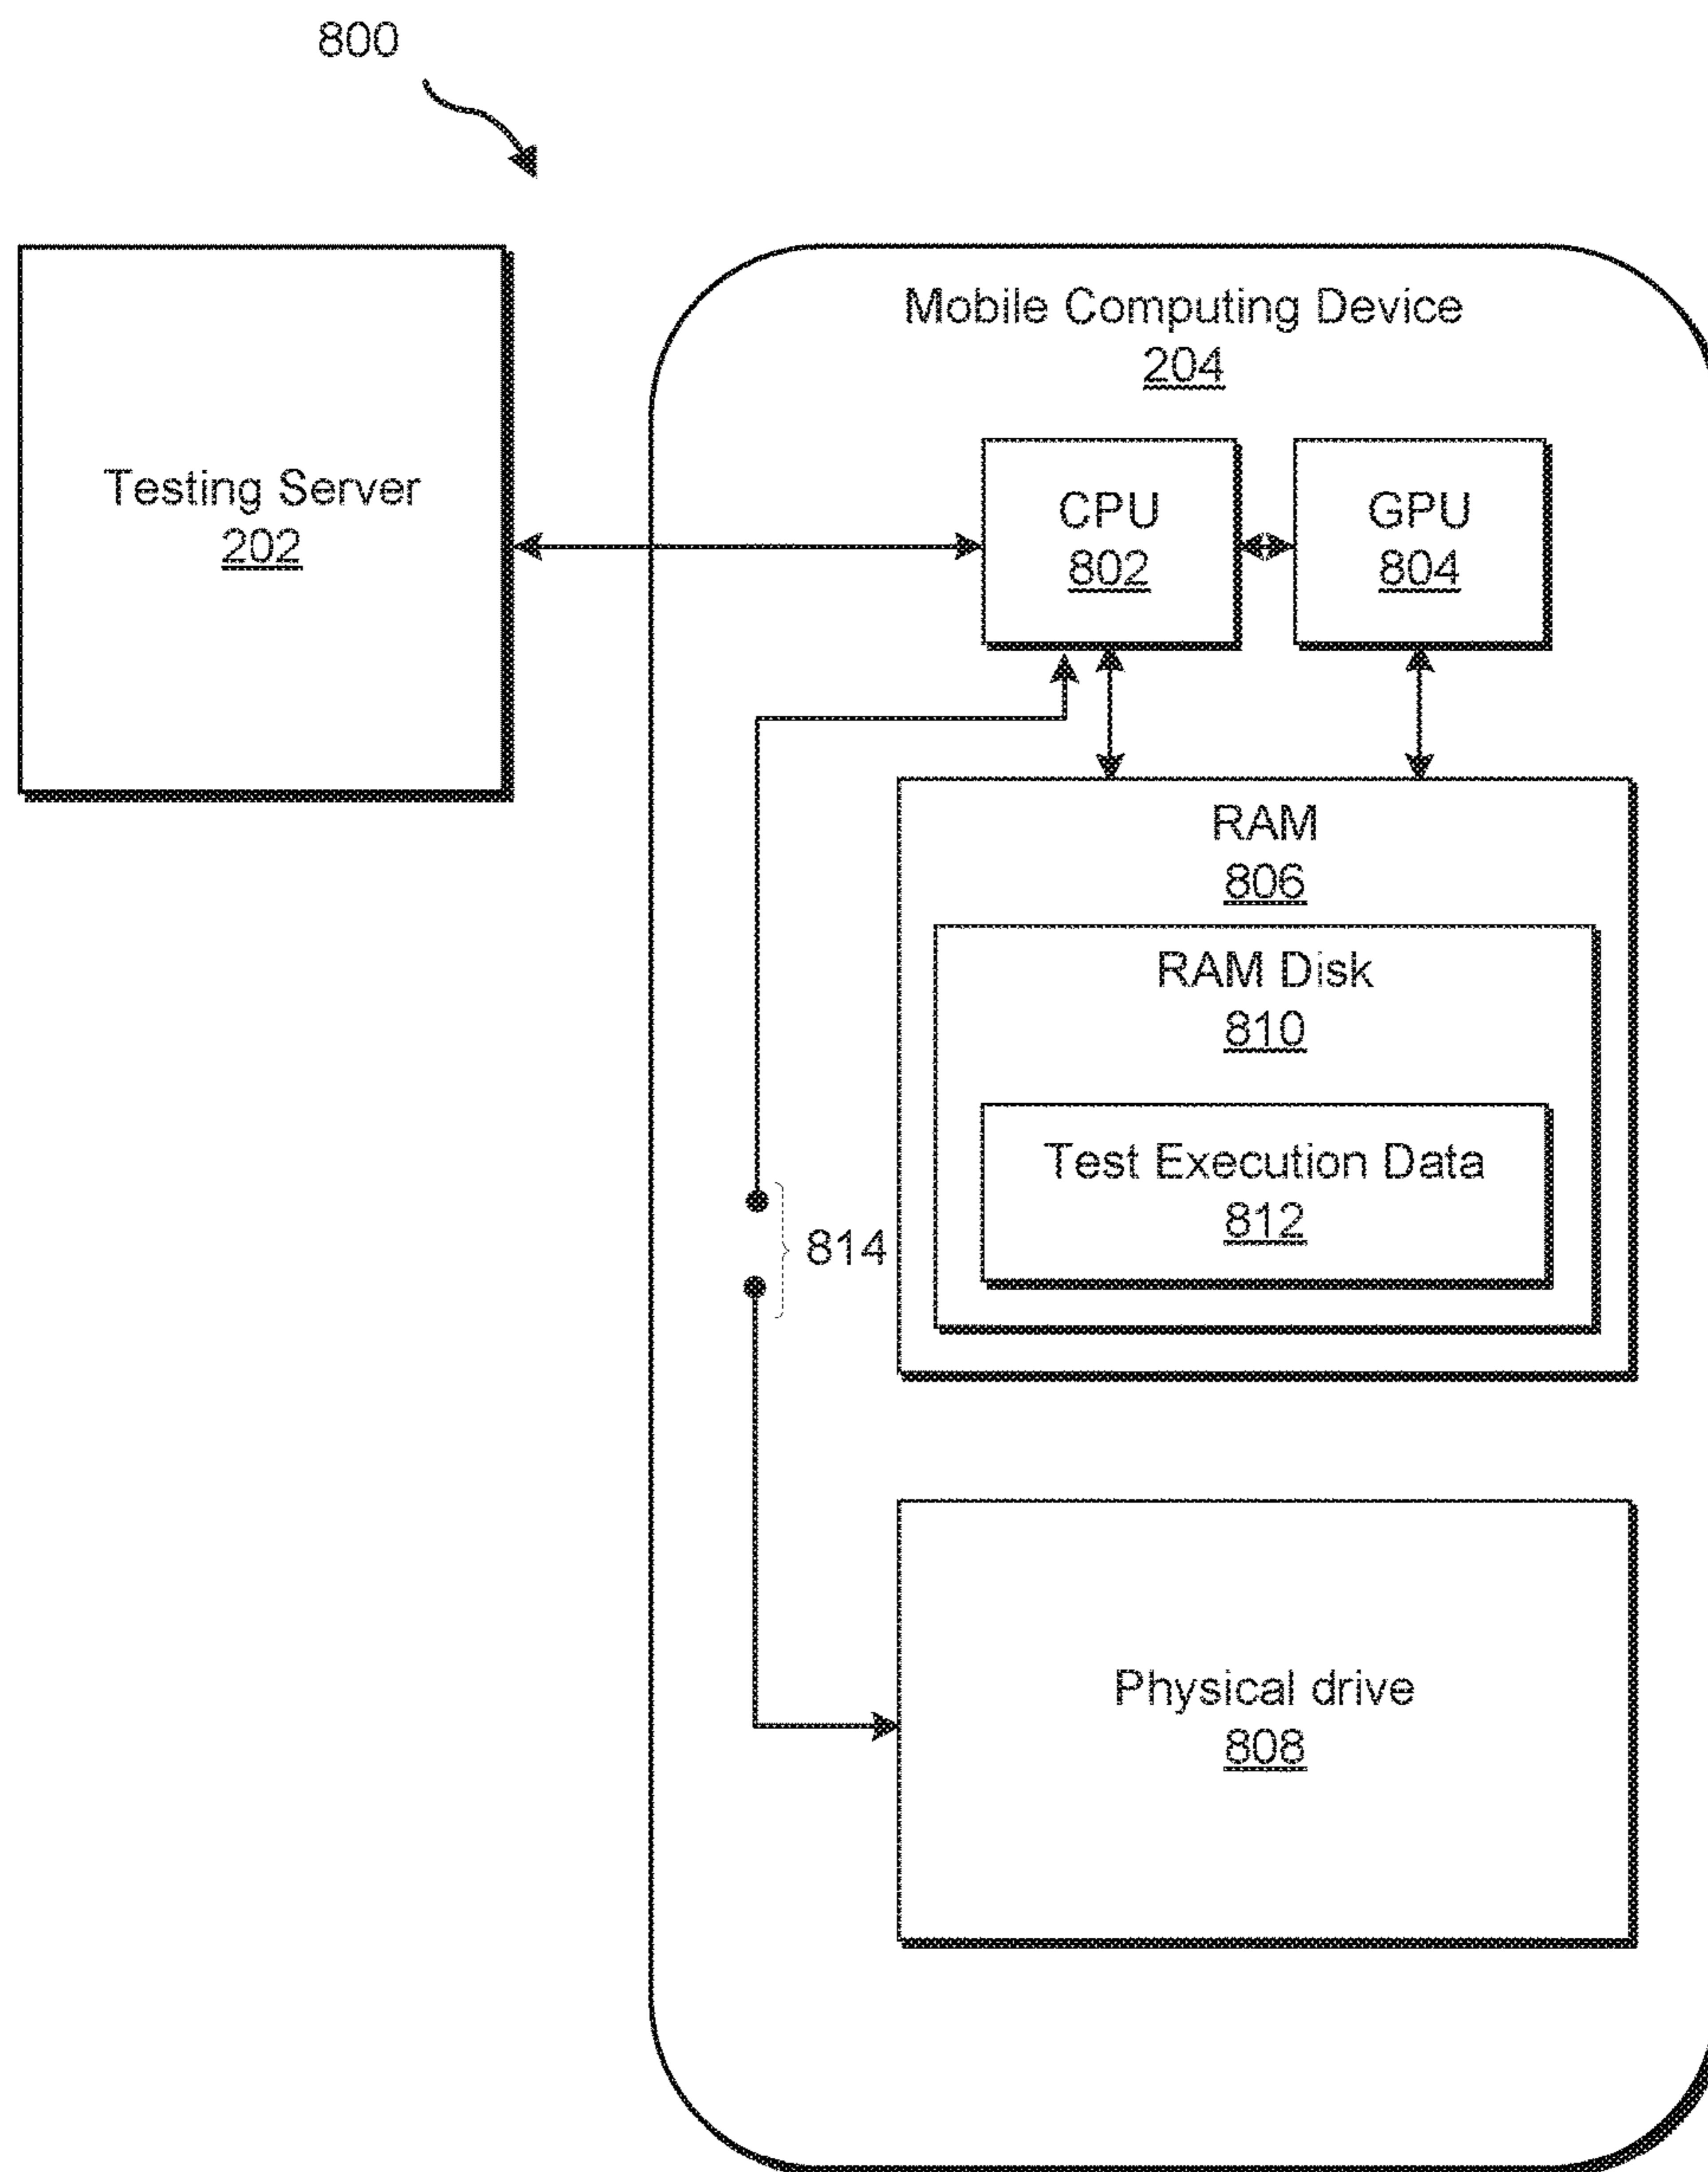 800
Mobile Computing Device
204
Testing Server
202
CPU
802
GPU
804
RAM
806
RAM Disk
810
Test Execution Data
812
814
Physical drive
808